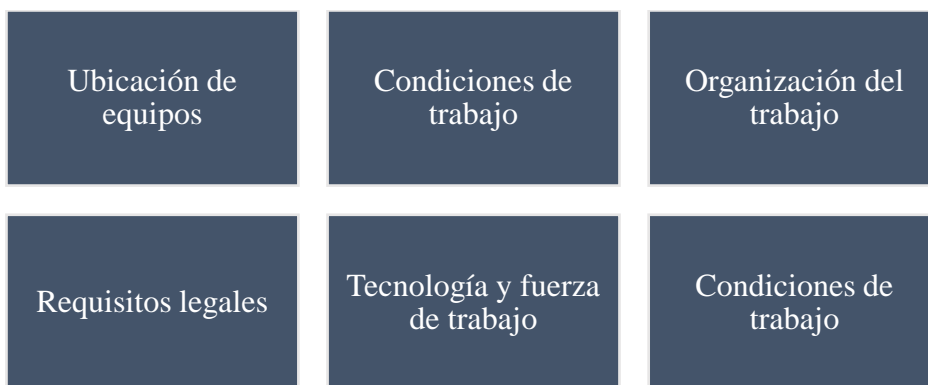 Ubicación de
equipos
Condiciones de
trabajo
Organización del
trabajo
Requisitos legales
Tecnología y fuerza
de trabajo
Condiciones de
trabajo